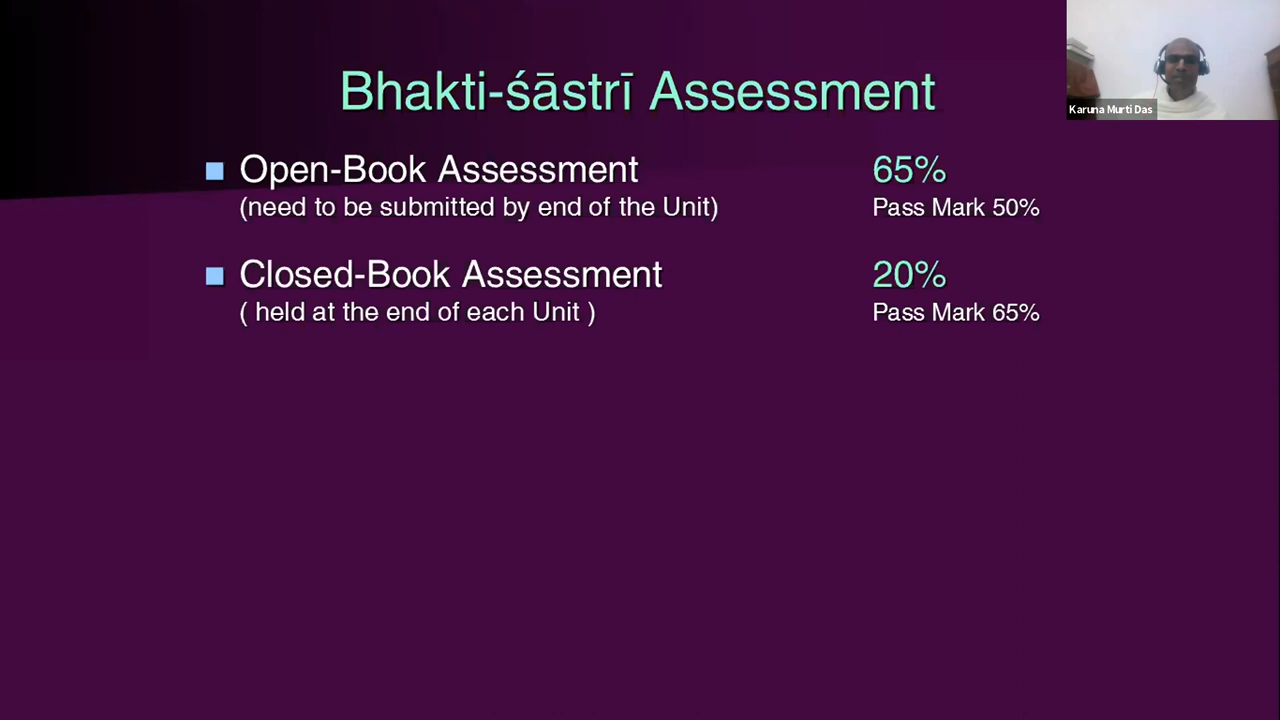 Bhakti-śāstrī Assessment
Karuna Murti Das
Open-Book Assessment 65%
(need to be submitted by end of the Unit) Pass Mark 50%
Closed-Book Assessment 20%
( held at the end of each Unit ) Pass Mark 65%